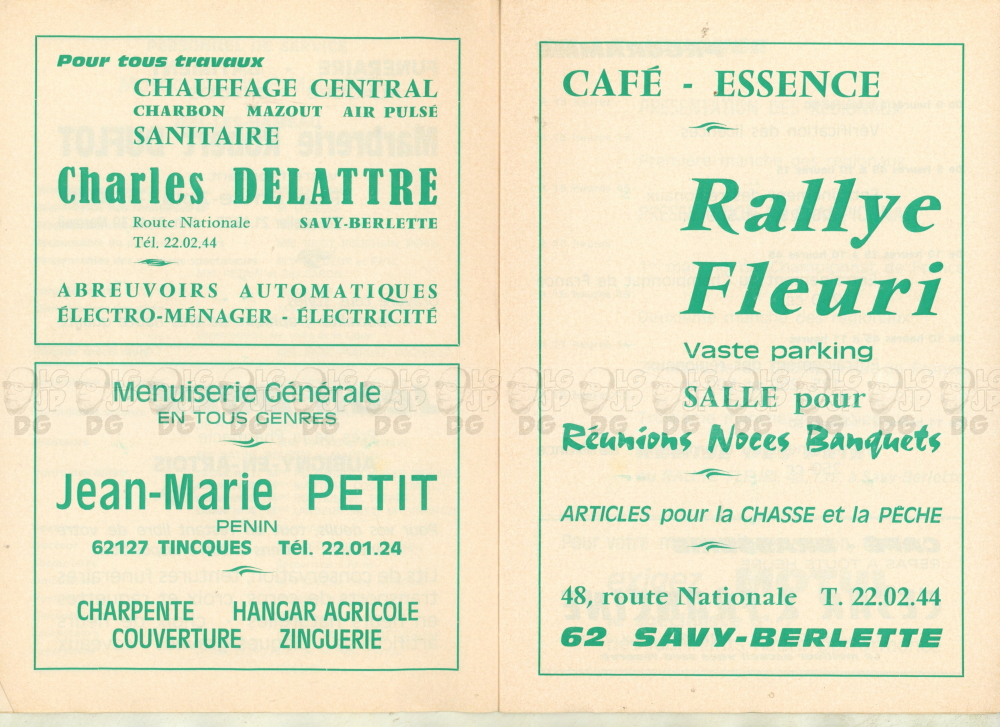 Pour tous travaux
CHAUFFAGE CENTRAL
CHARBON MAZOUT AIR PULSÉ
SANITAIRE
Charles DELATTRE
Route Nationale SAVY-BERLETTE
Tél. 22.02.44
ABREUVOIRS AUTOMATIQUES
ÉLECTRO-MÉNAGER - ÉLECTRICITÉ
Menuiserie Générale
EN TOUS GENRES
Jean-Marie PETIT
PENIN
62127 TINCQUES Tél. 22.01.24
CHARPENTE HANGAR AGRICOLE
COUVERTURE ZINGUERIE
CAFÉ - ESSENCE
Rallye
Fleuri
Vaste parking
SALLE pour
Réunions Noces Banquets
ARTICLES pour la CHASSE et la PÊCHE
48, route Nationale T. 22.02,44
62 SAVY-BERLETTE